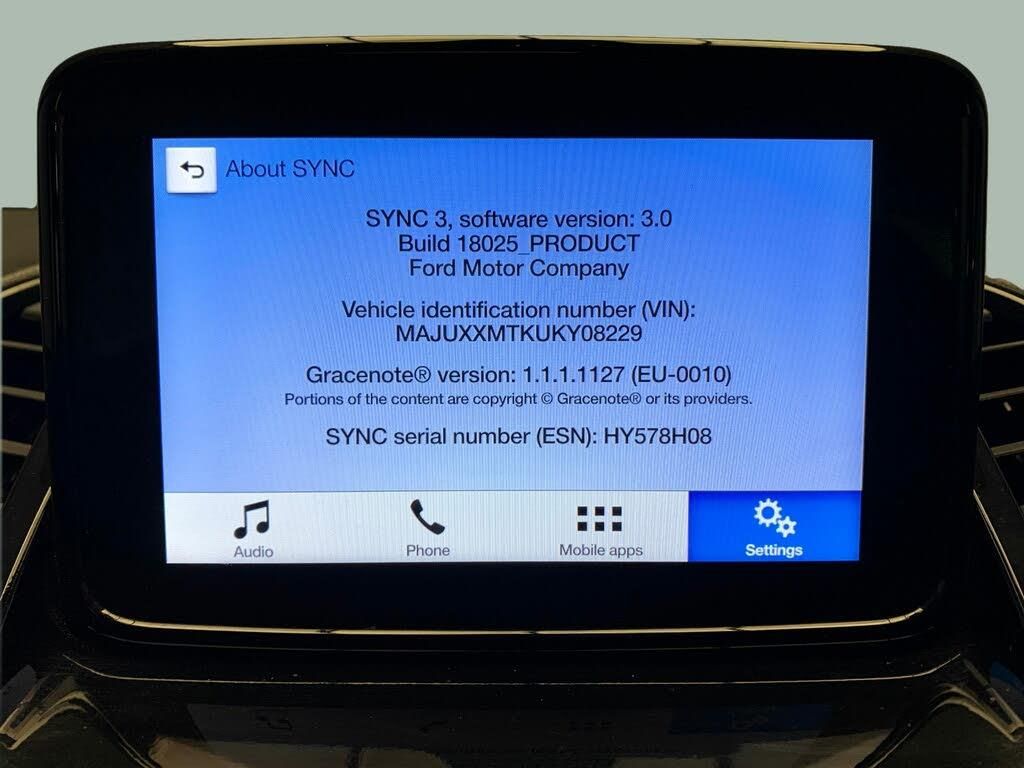 About SYNC
SYNC 3, software version: 3.0
Build 18025_PRODUCT
Ford Motor Company
Vehicle identification number (VIN):
MAJUXXMTKUKY08229
Gracenote® version: 1.1.1.1127 (EU-0010)
Portions of the content are copyright © Gracenote® or its providers.
SYNC serial number (ESN): HY578H08
Audio
Phone
Mobile apps
Settings